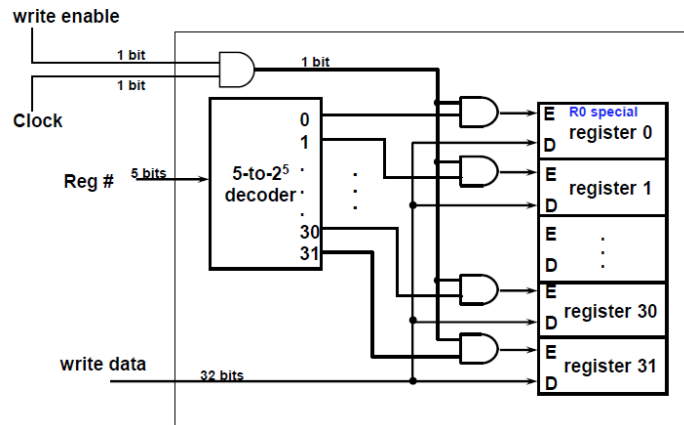 write enable
1 bit
1 bit
1 bit
Clock
0
E R0 special
register 0
D
1
5-to-2⁵
decoder
.
.
.
.
.
.
E
register 1
D
Reg #
5 bits
E
.
.
.
D
30
31
E
register 30
D
write data
32 bits
E
register 31
D